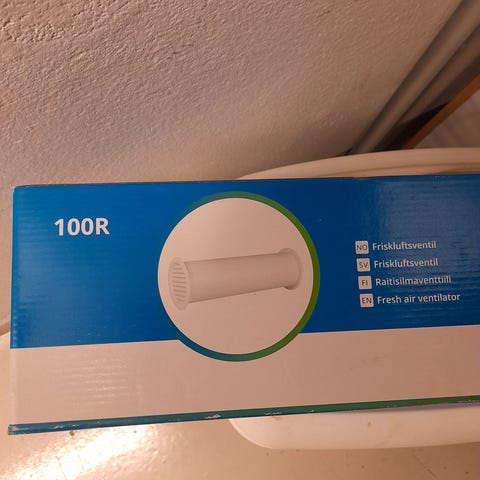 100R
NO Friskluftsventil
SV Friskluftsventil
FI Raitisilmaventtiili
EN Fresh air ventilator